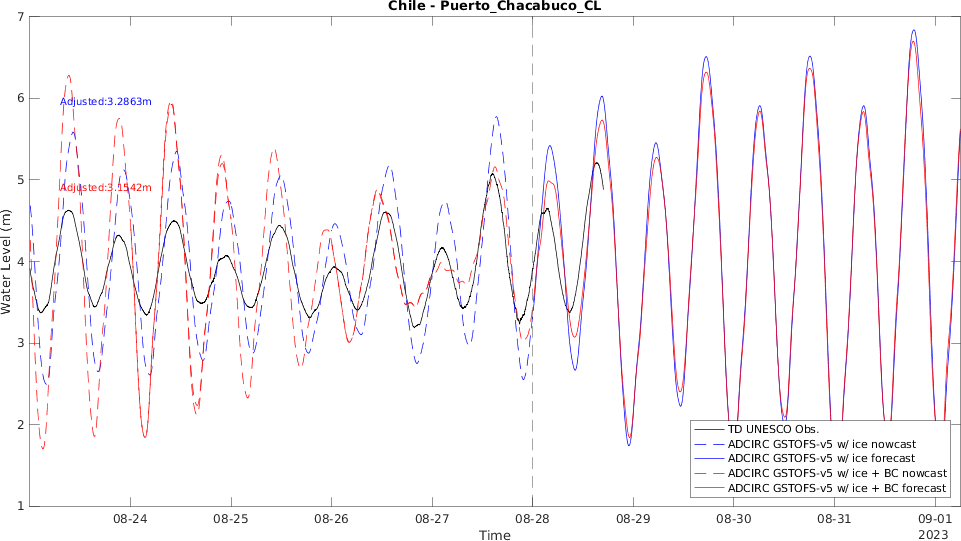 Chile - Puerto_Chacabuco_CL
7
6
5
4
3
2
1
Water Level (m)
Adjusted:3.2863m
Adjusted:3.1542m
TD UNESCO Obs.
ADCIRC GSTOFS-v5 w/ ice nowcast
ADCIRC GSTOFS-v5 w/ ice forecast
ADCIRC GSTOFS-v5 w/ ice + BC nowcast
ADCIRC GSTOFS-v5 w/ ice + BC forecast
08-24 08-25 08-26 08-27 08-28 08-29 08-30 08-31 09-01
Time
2023